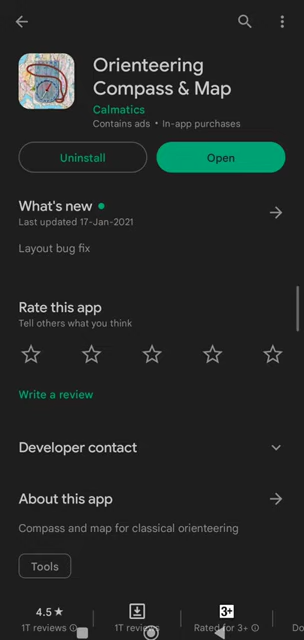 Orienteering
Compass & Map
Calmatics
Contains ads • In-app purchases
Uninstall
Open
What's new
Last updated 17-Jan-2021
Layout bug fix
Rate this app
Tell others what you think
Write a review
Developer contact
About this app
Compass and map for classical orienteering
Tools
4.5★
3+
1T reviews
1T reviews
Rated for 3+
Do